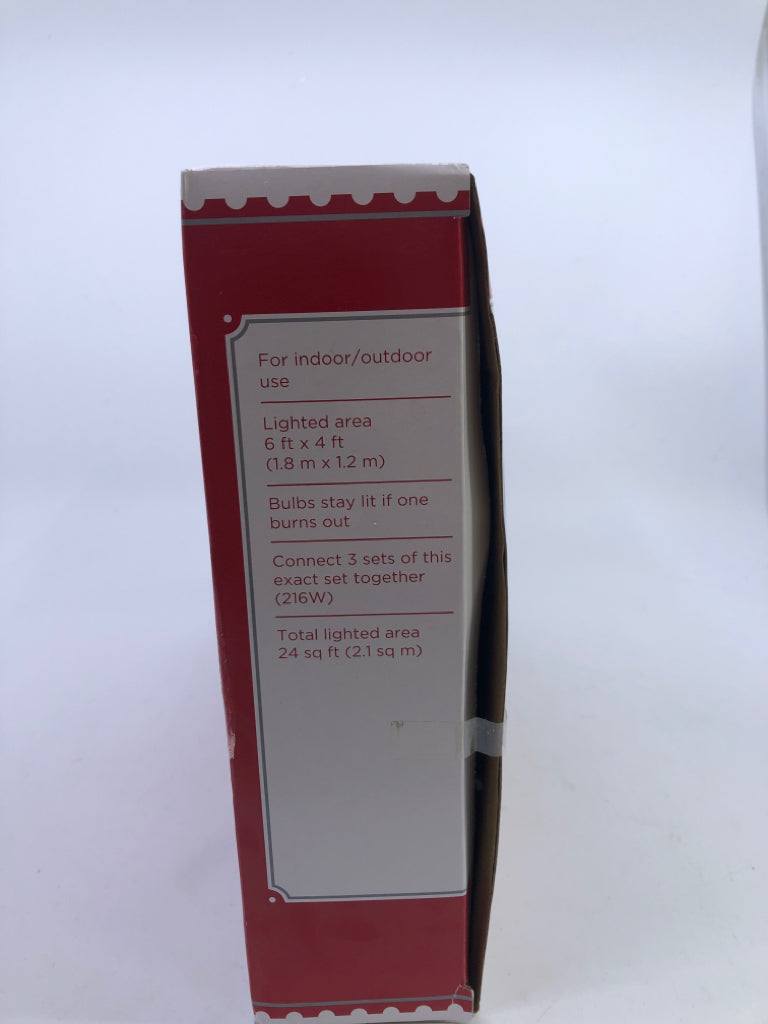 For indoor/outdoor
use
Lighted area
6 ft x 4 ft
(1.8 m x 1.2 m)
Bulbs stay lit if one
burns out
Connect 3 sets of this
exact set together
(216W)
Total lighted area
24 sq ft (2.1 sq m)